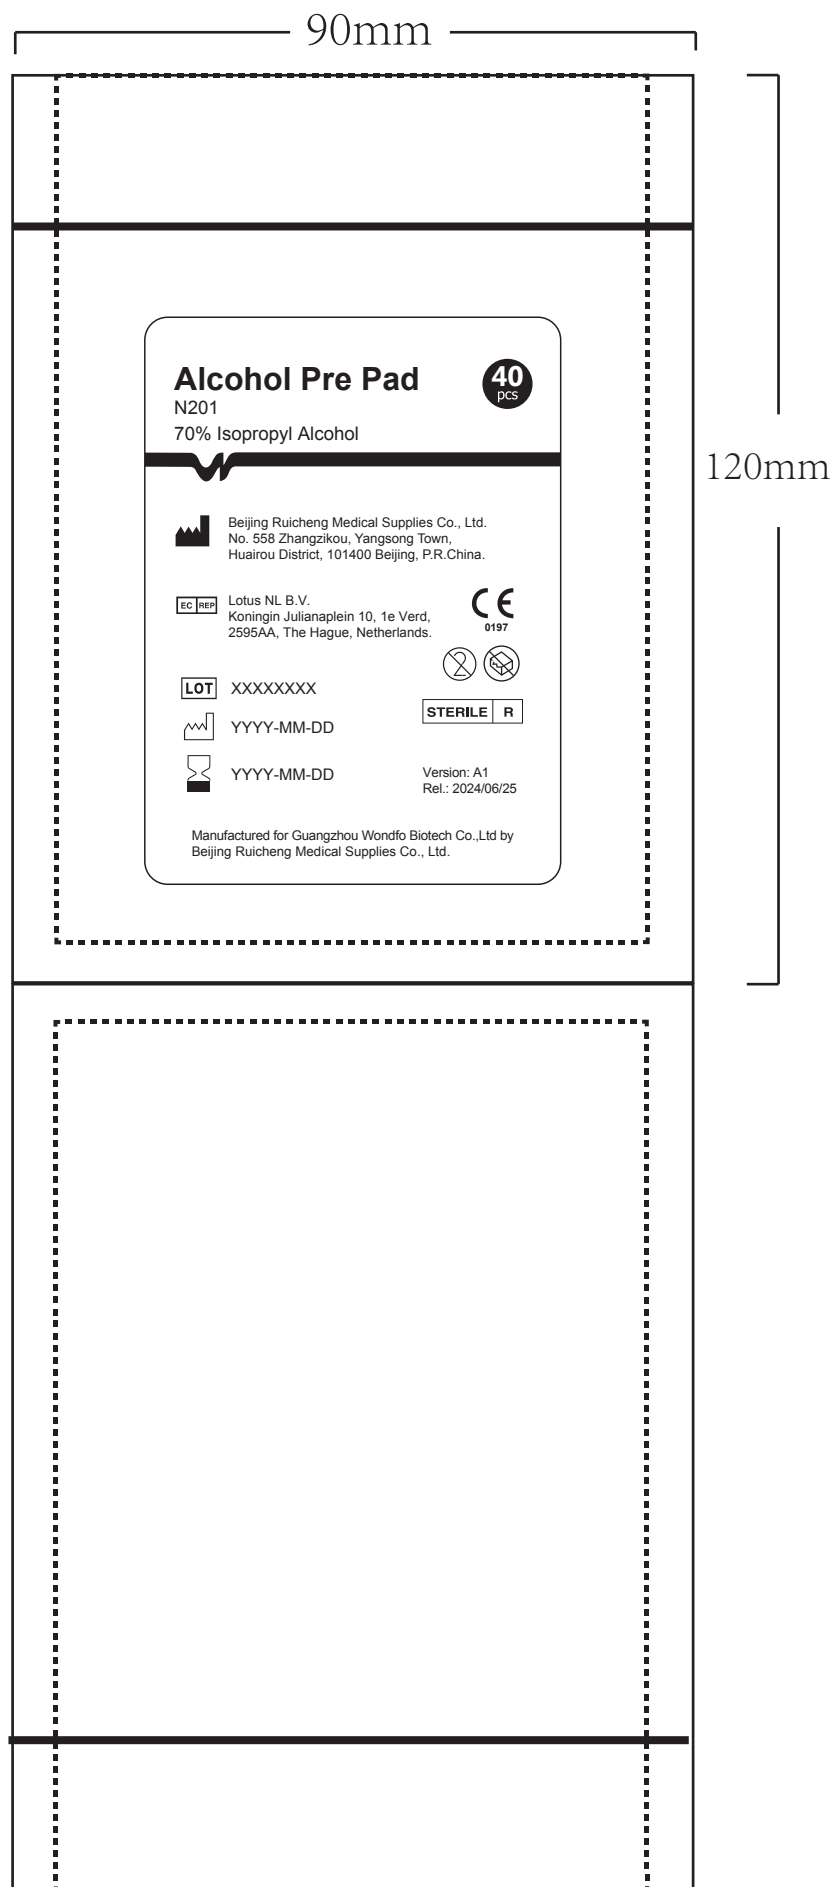 90mm
120mm
Alcohol Pre Pad
40
pcs
N201
70% Isopropyl Alcohol
Beijing Ruicheng Medical Supplies Co., Ltd.
No. 558 Zhangzikou, Yangsong Town,
Huairou District, 101400 Beijing, P.R.China.
EC REP
Lotus NL B.V.
Koningin Julianaplein 10, 1e Verd,
2595AA, The Hague, Netherlands.
CE
0197
2
LOT XXXXXXXX
STERILE R
YYYY-MM-DD
YYYY-MM-DD
Version: A1
Rel.: 2024/06/25
Manufactured for Guangzhou Wondfo Biotech Co.,Ltd by
Beijing Ruicheng Medical Supplies Co., Ltd.